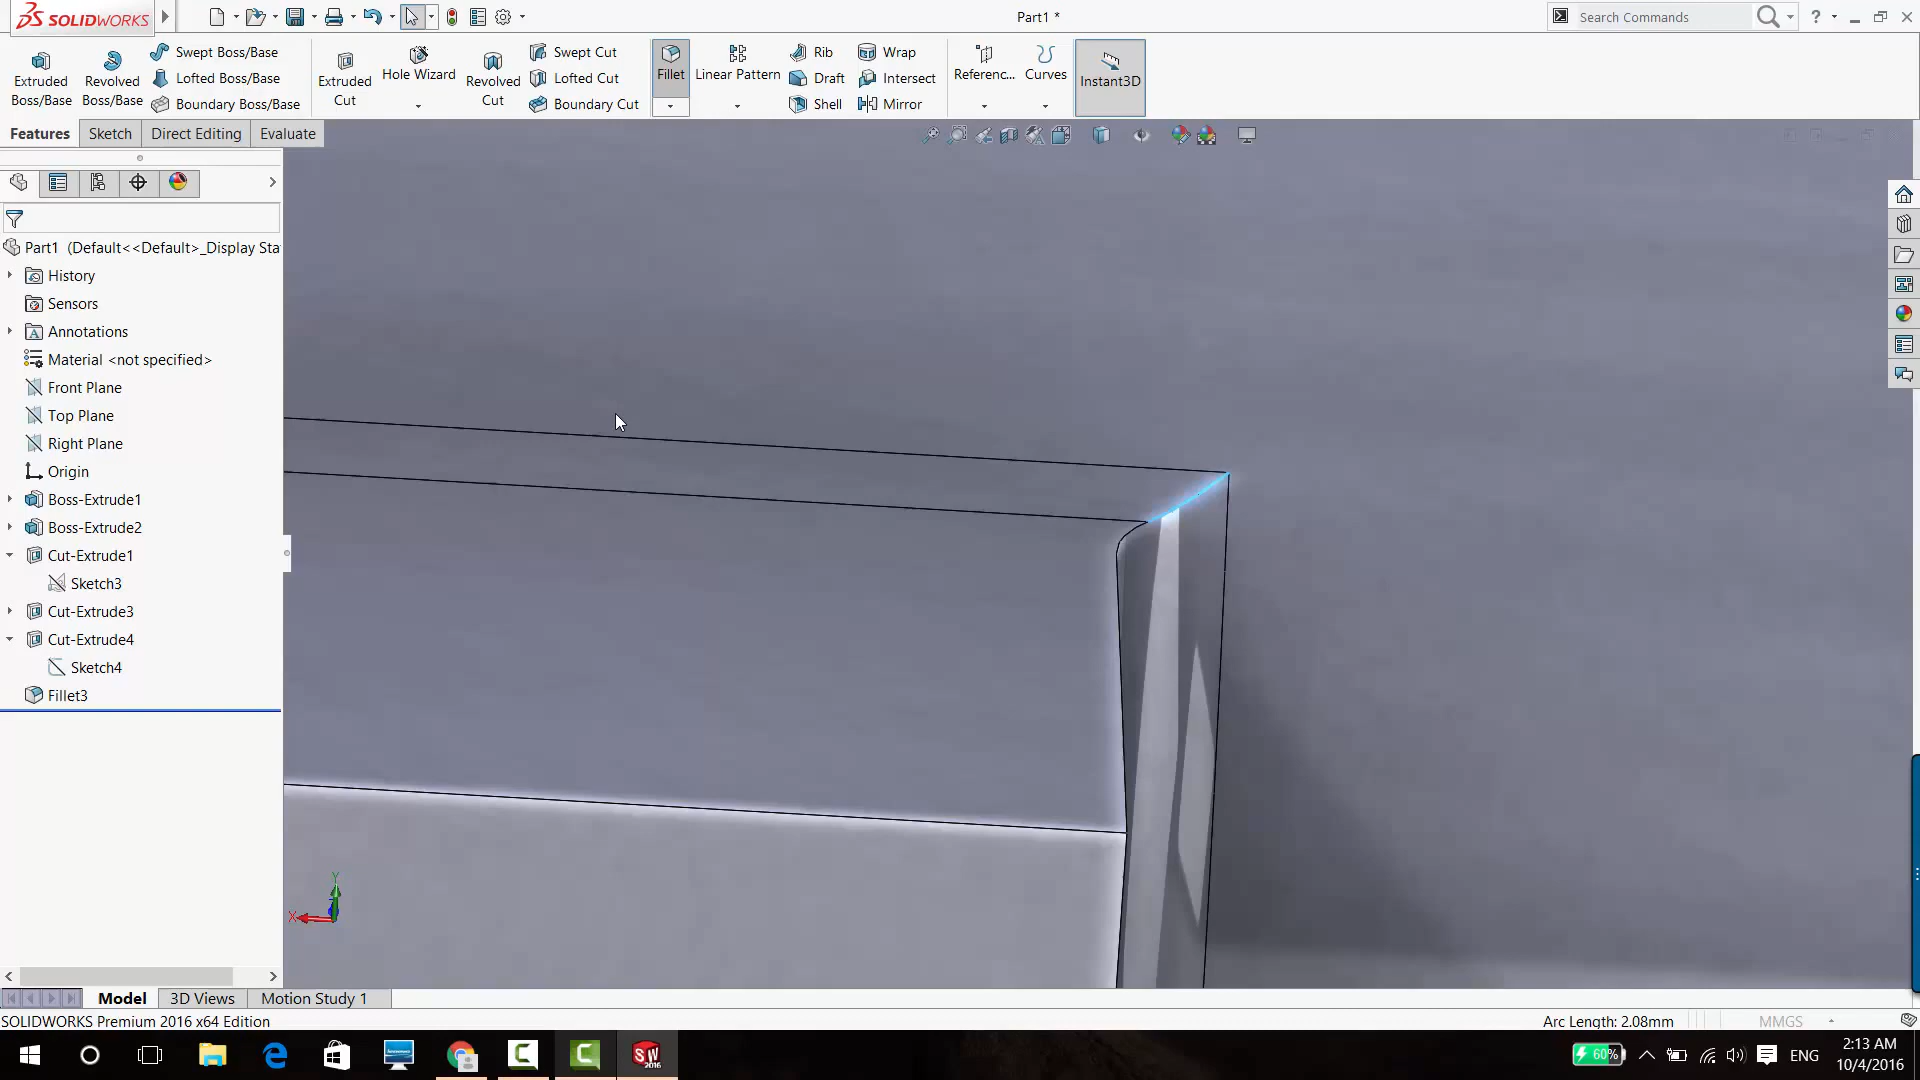 SOLIDWORKS
Part1 *
Search Commands
Extruded Boss/Base
Revolved Boss/Base
Swept Boss/Base
Lofted Boss/Base
Boundary Boss/Base
Extruded Cut
Hole Wizard
Revolved Cut
Swept Cut
Lofted Cut
Boundary Cut
Fillet
Linear Pattern
Rib
Draft
Shell
Wrap
Intersect
Mirror
Referenc...
Curves
Instant3D
Features
Sketch
Direct Editing
Evaluate
Part1 (Default<<Default>_Display Sta
History
Sensors
Annotations
Material <not specified>
Front Plane
Top Plane
Right Plane
Origin
Boss-Extrude1
Boss-Extrude2
Cut-Extrude1
Sketch3
Cut-Extrude3
Cut-Extrude4
Sketch4
Fillet3
Y
X
Model
3D Views
Motion Study 1
SOLIDWORKS Premium 2016 x64 Edition
Arc Length: 2.08mm
MMGS
SW
2016
60%
ENG
2:13 AM
10/4/2016